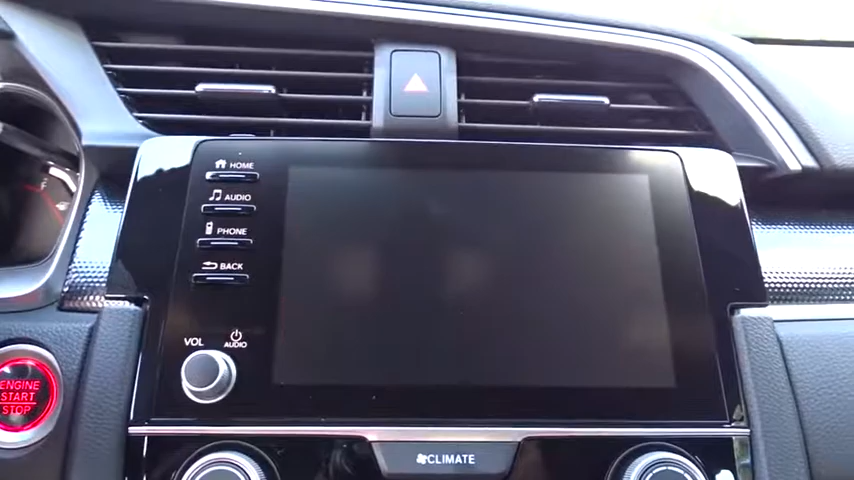 HOME
AUDIO
PHONE
BACK
VOL
AUDIO
ENGINE
START
STOP
CLIMATE